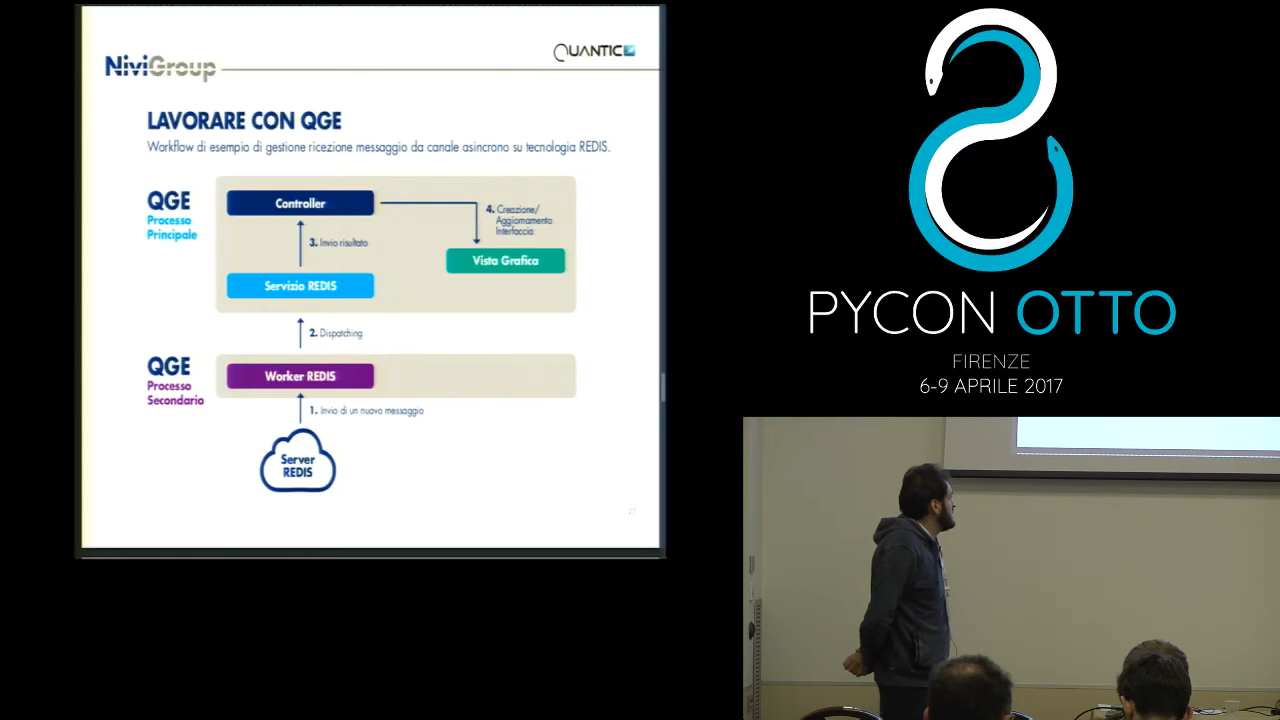 NiviGroup
QUANTIC
LAVORARE CON QGE
Workflow di esempio di gestione ricezione messaggio da canale asincrono su tecnologia REDIS.
QGE
Processo
Principale
Controller
4. Creazione/
Aggiornamento
Interfaccia
3. Invio risultato
Vista Grafica
Servizio REDIS
2. Dispatching
QGE
Processo
Secondario
Worker REDIS
1. Invio di un nuovo messaggio
Server
REDIS
27
PYCON OTTO
FIRENZE
6-9 APRILE 2017